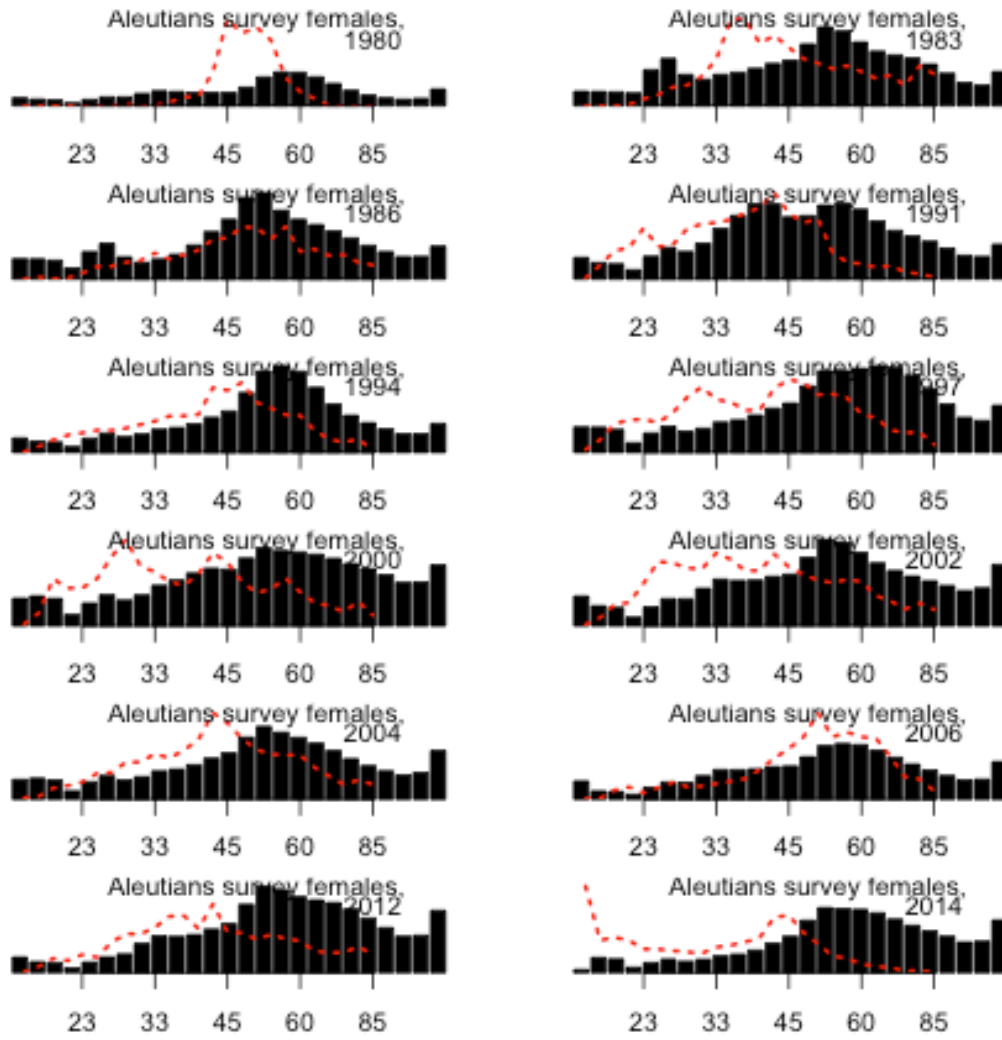 Aleutians survey females,
1980
23 33 45 60 85
Aleutians survey females,
1983
23 33 45 60 85
Aleutians survey females,
1986
23 33 45 60 85
Aleutians survey females,
1991
23 33 45 60 85
Aleutians survey females,
1994
23 33 45 60 85
Aleutians survey females,
1997
23 33 45 60 85
Aleutians survey females,
2000
23 33 45 60 85
Aleutians survey females,
2002
23 33 45 60 85
Aleutians survey females,
2004
23 33 45 60 85
Aleutians survey females,
2006
23 33 45 60 85
Aleutians survey females,
2012
23 33 45 60 85
Aleutians survey females,
2014
23 33 45 60 85